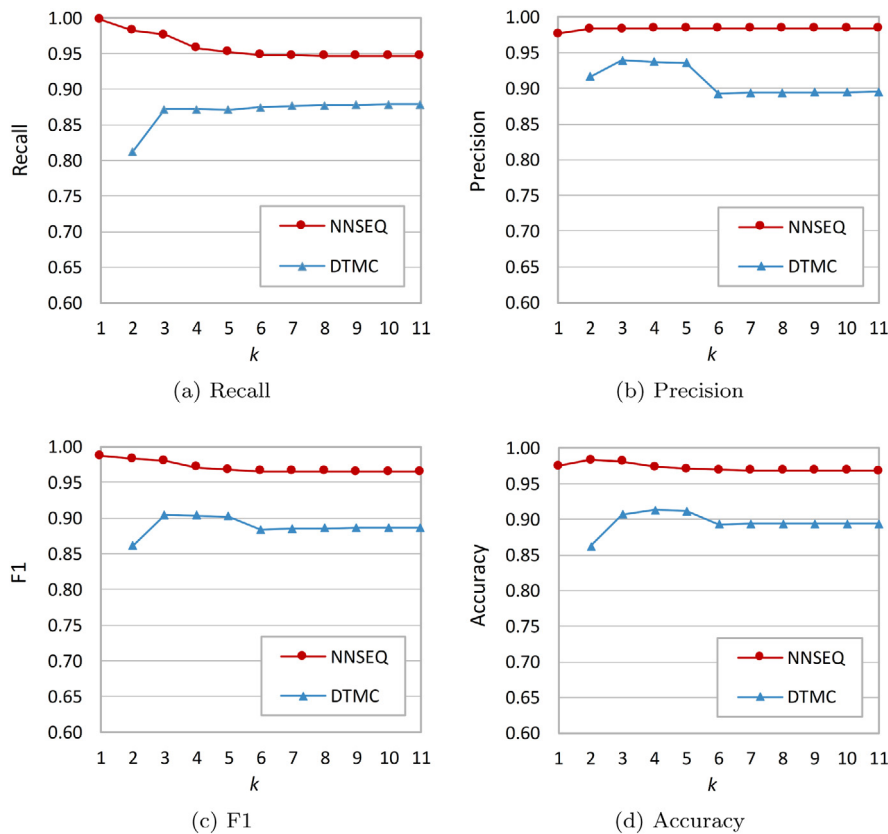 1.00
0.95
0.90
0.85
0.80
0.75
0.70
0.65
0.60
Recall
NNSEQ
DTMC
1 2 3 4 5 6 7 8 9 10 11
k
(a) Recall
1.00
0.95
0.90
0.85
0.80
0.75
0.70
0.65
0.60
Precision
NNSEQ
DTMC
1 2 3 4 5 6 7 8 9 10 11
k
(b) Precision
1.00
0.95
0.90
0.85
0.80
0.75
0.70
0.65
0.60
F1
NNSEQ
DTMC
1 2 3 4 5 6 7 8 9 10 11
k
(c) F1
1.00
0.95
0.90
0.85
0.80
0.75
0.70
0.65
0.60
Accuracy
NNSEQ
DTMC
1 2 3 4 5 6 7 8 9 10 11
k
(d) Accuracy